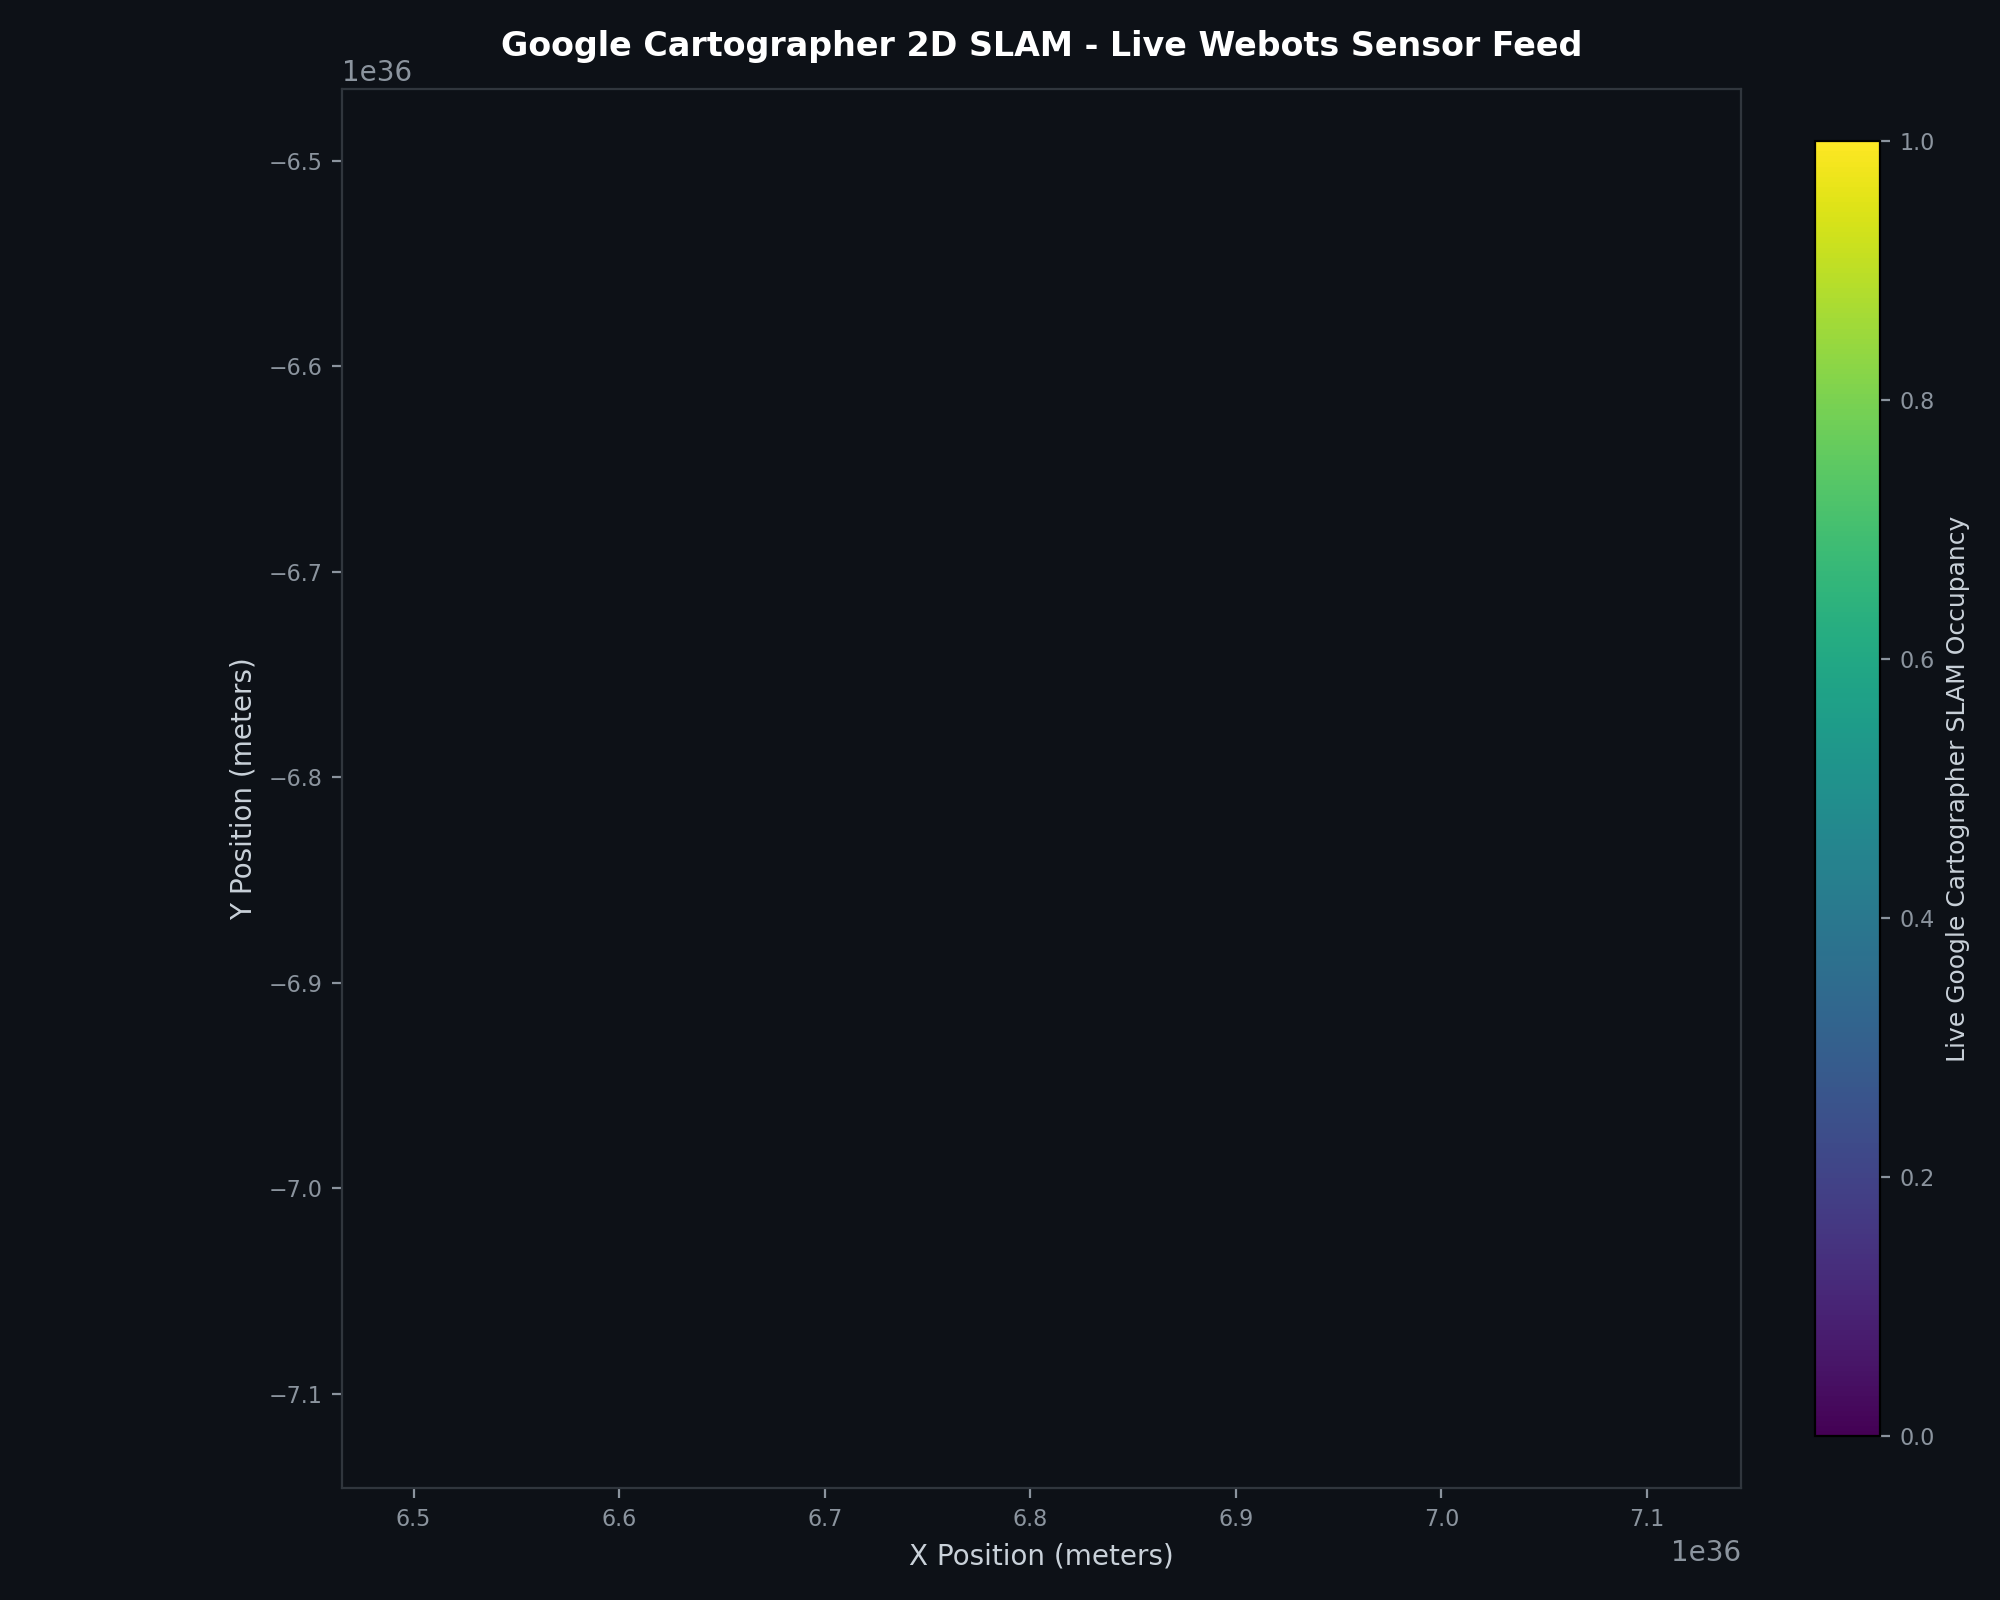 Google Cartographer 2D SLAM - Live Webots Sensor Feed
1e36
−6.5
−6.6
−6.7
−6.8
−6.9
−7.0
−7.1
Y Position (meters)
6.5 6.6 6.7 6.8 6.9 7.0 7.1
X Position (meters)
1e36
1.0
0.8
0.6
0.4
0.2
0.0
Live Google Cartographer SLAM Occupancy